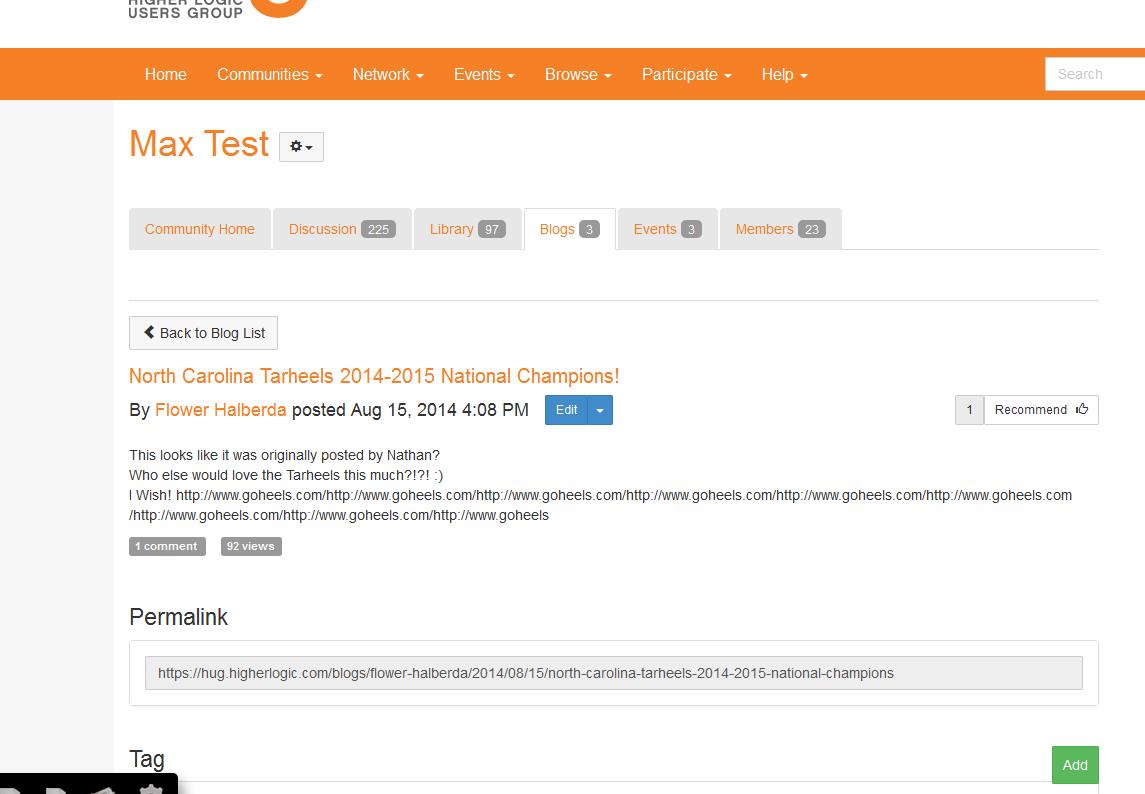 HIGHER LOGIC
USERS GROUP
Home Communities Network Events Browse Participate Help Search
Max Test
Community Home Discussion 225 Library 97 Blogs 3 Events 3 Members 23
Back to Blog List
North Carolina Tarheels 2014-2015 National Champions!
By Flower Halberda posted Aug 15, 2014 4:08 PM Edit 1 Recommend
This looks like it was originally posted by Nathan?
Who else would love the Tarheels this much?!?! :)
I Wish! http://www.goheels.com/http://www.goheels.com/http://www.goheels.com/http://www.goheels.com/http://www.goheels.com/http://www.goheels.com
/http://www.goheels.com/http://www.goheels.com/http://www.goheels
1 comment 92 views
Permalink
https://hug.higherlogic.com/blogs/flower-halberda/2014/08/15/north-carolina-tarheels-2014-2015-national-champions
Tag Add